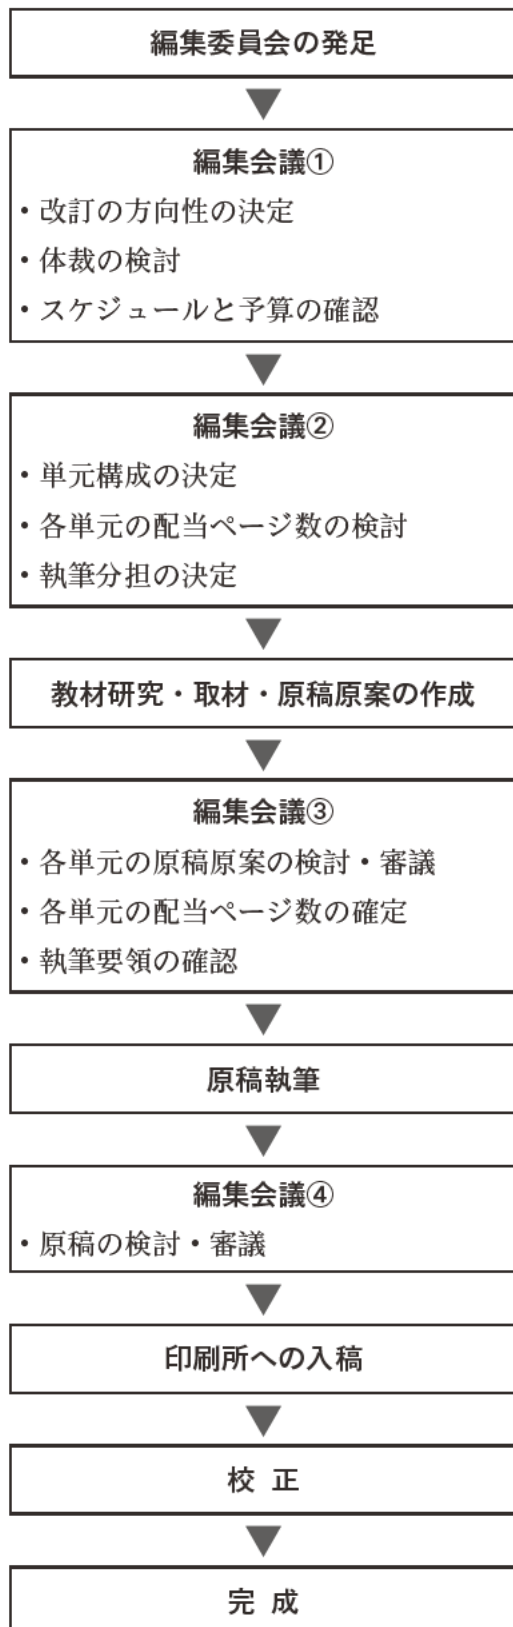 編集委員会の発足
編集会議①
・改訂の方向性の決定
・体裁の検討
・スケジュールと予算の確認
編集会議②
・単元構成の決定
・各単元の配当ページ数の検討
・執筆分担の決定
教材研究・取材・原稿原案の作成
編集会議③
・各単元の原稿原案の検討・審議
・各単元の配当ページ数の確定
・執筆要領の確認
原稿執筆
編集会議④
・原稿の検討・審議
印刷所への入稿
校 正
完 成